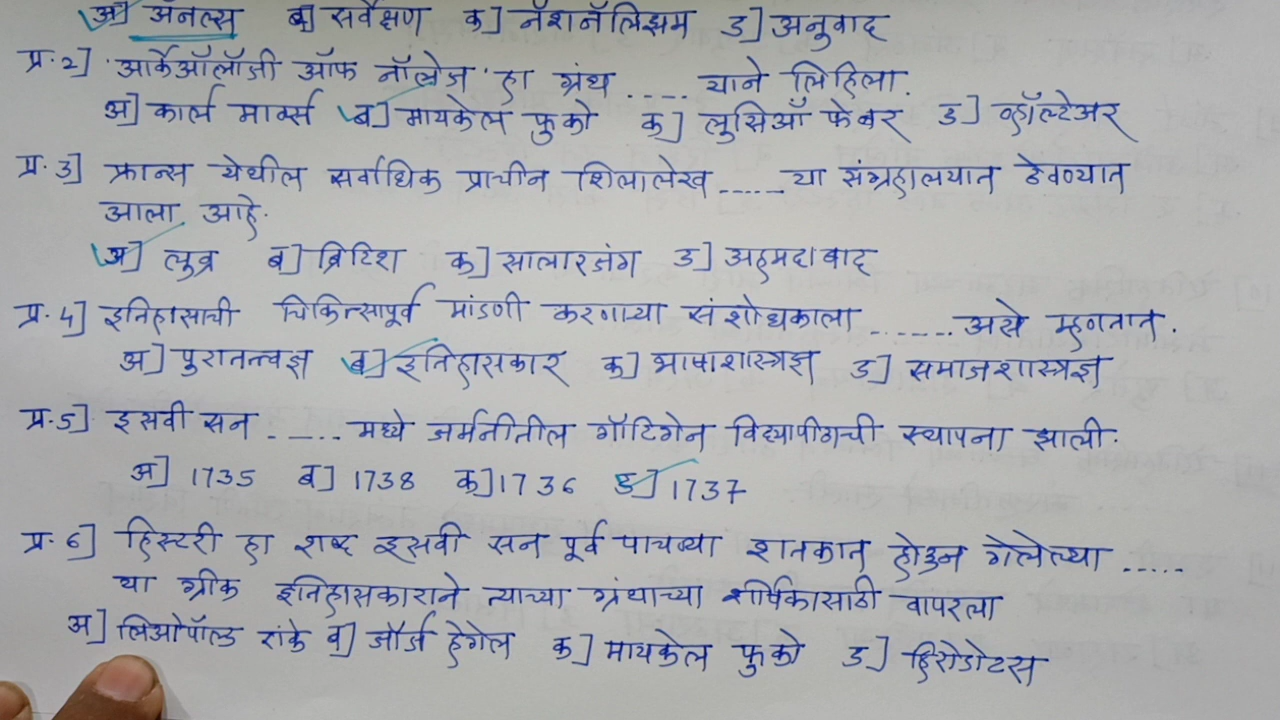 अ] ॲनल्स ब] सर्वेक्षण क] नॅशनॅलिझम ड] अनुवाद
प्र.2] 'आर्केऑलॉजी ऑफ नॉलेज' हा ग्रंथ ..... याने लिहिला.
अ] कार्ल मार्क्स ब] मायकेल फुको क] लुसिआँ फेबर ड] व्हॉल्टेअर
प्र.3] फ्रान्स येथील सर्वाधिक प्राचीन शिलालेख ...... या संग्रहालयात ठेवण्यात
आला आहे.
अ] लुव्र ब] ब्रिटिश क] सालारजंग ड] अहमदाबाद
प्र.4] इतिहासाची चिकित्सापूर्व मांडणी करणाऱ्या संशोधकाला ....... असे म्हणतात.
अ] पुरातत्त्वज्ञ ब] इतिहासकार क] भाषाशास्त्रज्ञ ड] समाजशास्त्रज्ञ
प्र.5] इसवी सन ..... मध्ये जर्मनीतील गॉटिंगेन विद्यापीठाची स्थापना झाली.
अ] 1735 ब] 1738 क] 1736 ड] 1737
प्र.6] हिस्टरी हा शब्द इसवी सन पूर्व पाचव्या शतकात होऊन गेलेल्या .....
या ग्रीक इतिहासकाराने त्याच्या ग्रंथाच्या शीर्षकासाठी वापरला
अ] लिओपॉल्ड रांके ब] जॉर्ज हेगेल क] मायकेल फुको ड] हिरोडोटस